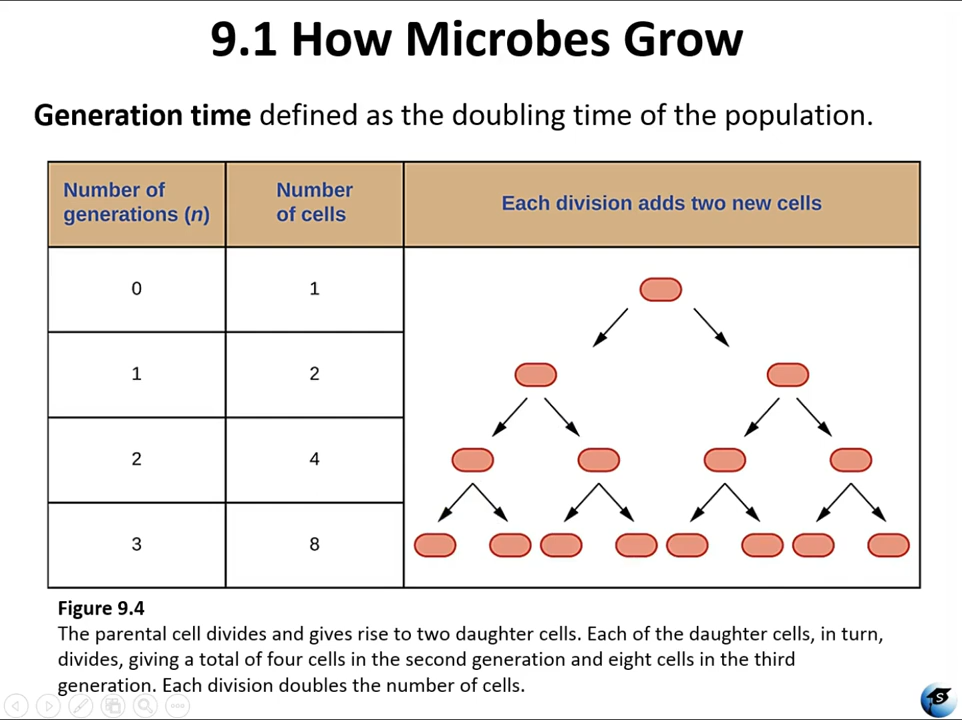 9.1 How Microbes Grow
Generation time defined as the doubling time of the population.
Number of generations (n)
Number of cells
Each division adds two new cells
0 1
1 2
2 4
3 8
Figure 9.4
The parental cell divides and gives rise to two daughter cells. Each of the daughter cells, in turn,
divides, giving a total of four cells in the second generation and eight cells in the third
generation. Each division doubles the number of cells.
S